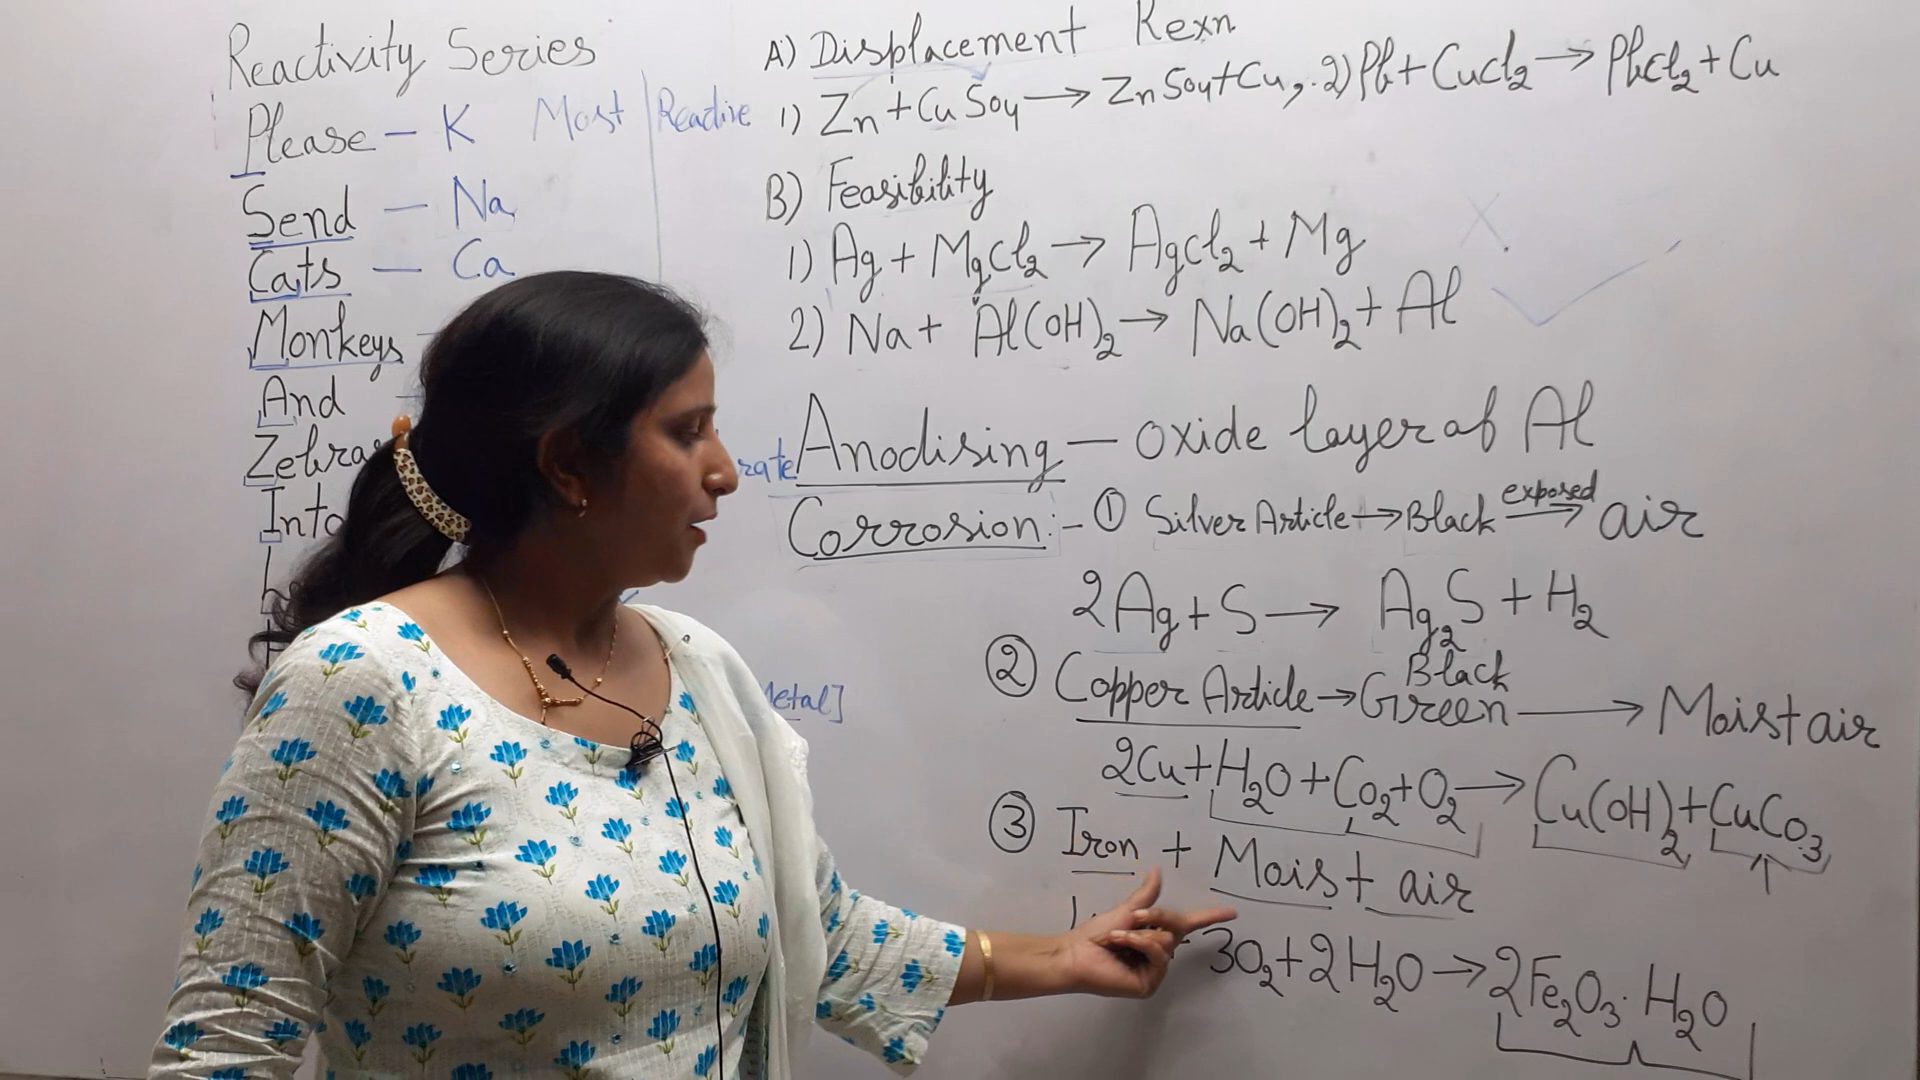 Reactivity Series
Please - K Most Reactive
Send - Na
Cats - Ca
Monkeys -
And -
Zebra
Into
etal]
rate
A) Displacement Rexn
1) Zn + CuSo4 → ZnSo4 + Cu, 2) Pb + CuCl2 → PbCl2 + Cu
B) Feasibility
1) Ag + MgCl2 → AgCl2 + Mg X
2) Na + Al(OH)2 → Na(OH)2 + Al ✓
Anodising - oxide layer of Al
Corrosion:- ① Silver Article → Black exposed → air
2Ag + S → Ag2S + H2
② Copper Article → Green Black → Moist air
2Cu + H2O + Co2 + O2 → Cu(OH)2 + CuCo3
③ Iron + Moist air
3O2 + 2H2O → 2Fe2O3·H2O